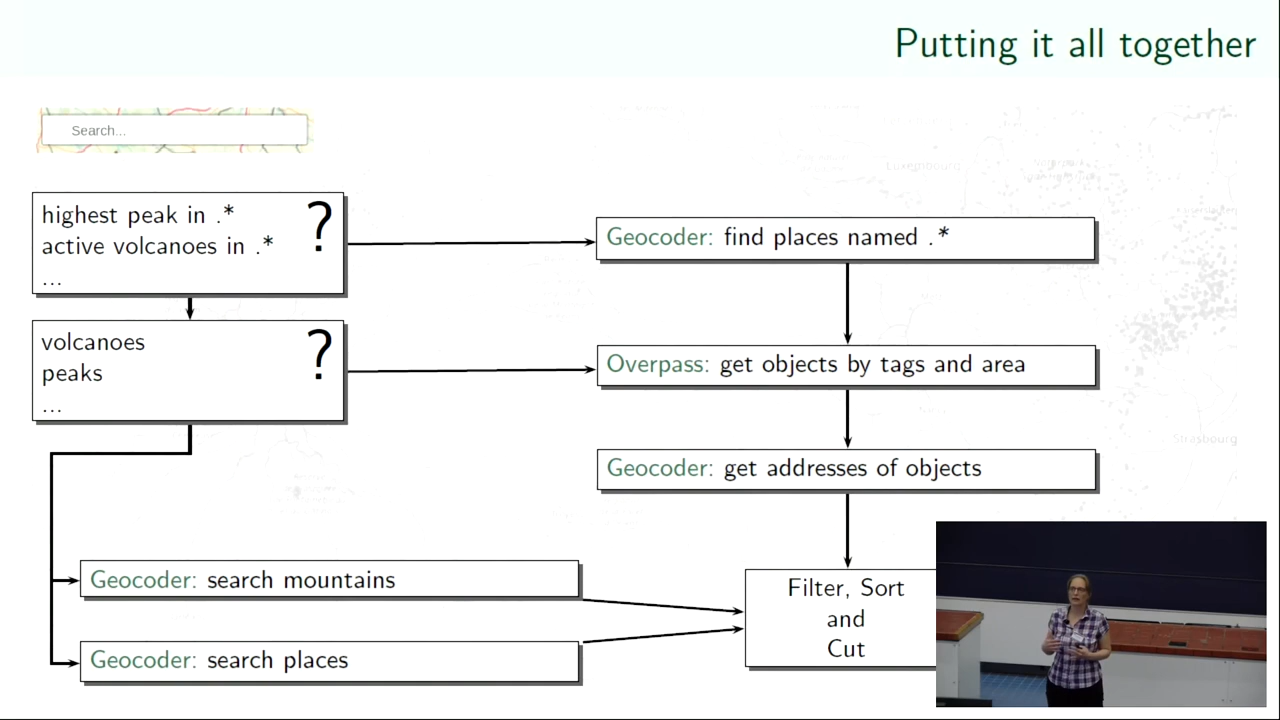 Putting it all together
Search...
highest peak in .*
active volcanoes in .*
...
?
Geocoder: find places named .*
volcanoes
peaks
...
?
Overpass: get objects by tags and area
Geocoder: get addresses of objects
Geocoder: search mountains
Geocoder: search places
Filter, Sort
and
Cut
Luxembourg
Strasbourg